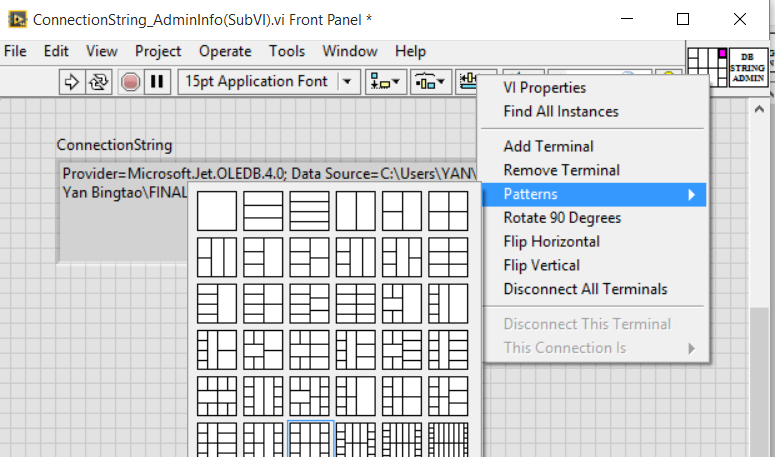 ConnectionString_AdminInfo(SubVI).vi Front Panel *
File Edit View Project Operate Tools Window Help
15pt Application Font
DB
STRING
ADMIN
VI Properties
Find All Instances
Add Terminal
Remove Terminal
Patterns
Rotate 90 Degrees
Flip Horizontal
Flip Vertical
Disconnect All Terminals
Disconnect This Terminal
This Connection Is
ConnectionString
Provider=Microsoft.Jet.OLEDB.4.0; Data Source=C:\Users\YAN\
Yan Bingtao\FINAL